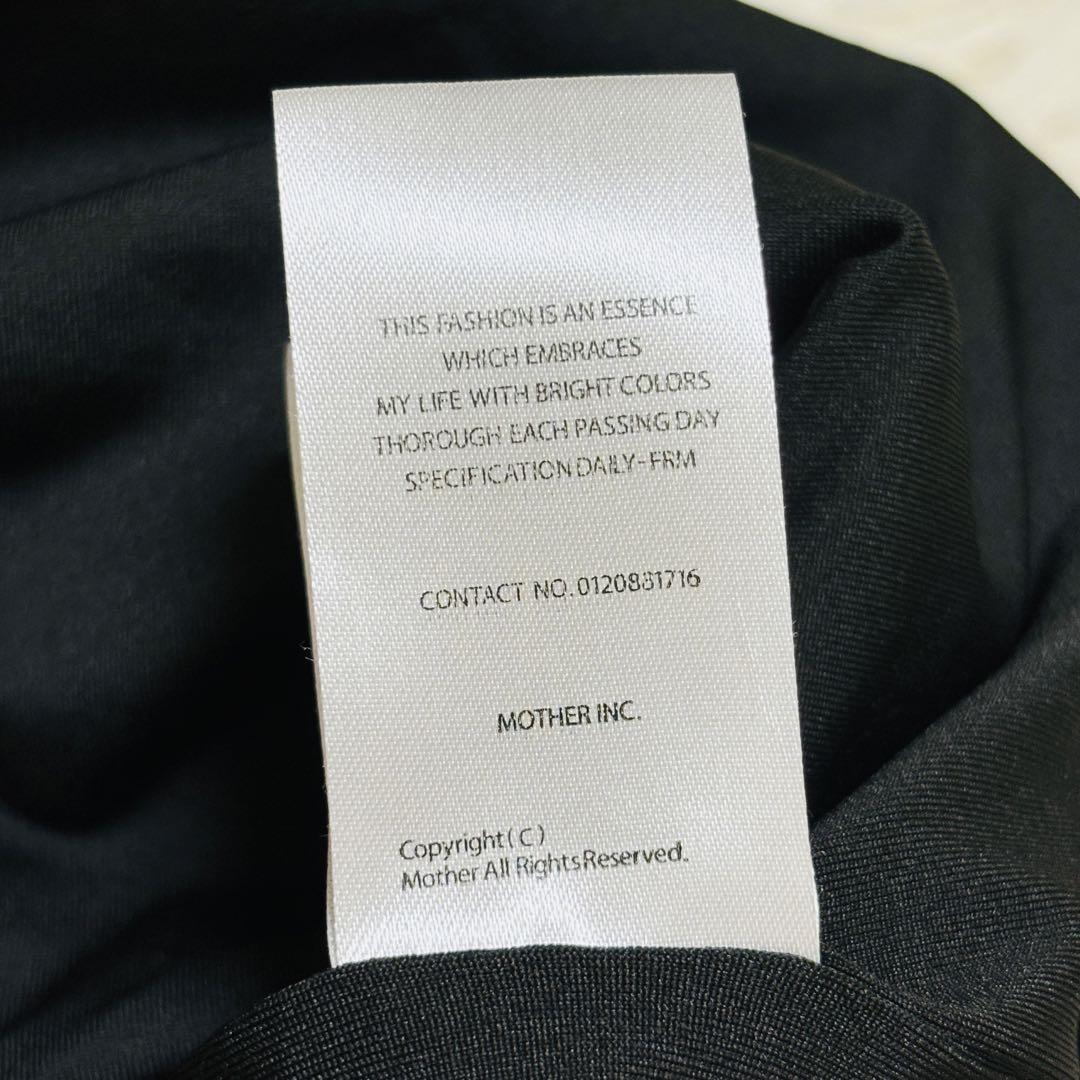 THIS FASHION IS AN ESSENCE
WHICH EMBRACES
MY LIFE WITH BRIGHT COLORS
THOROUGH EACH PASSING DAY
SPECIFICATION DAILY-FRM
CONTACT NO. 0120881716
MOTHER INC.
Copyright ( C )
Mother All Rights Reserved.